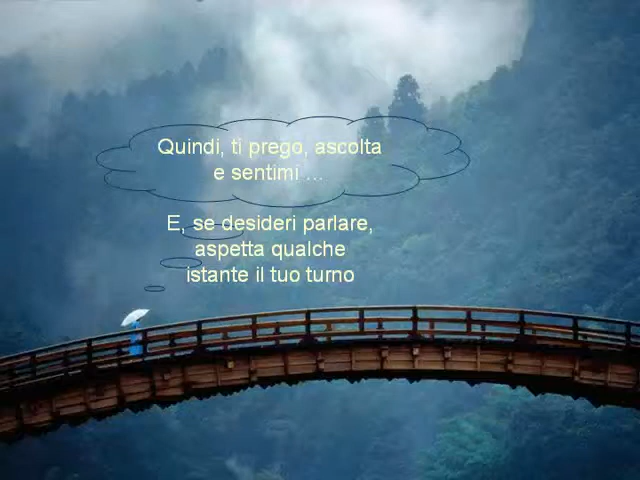 Quindi, ti prego, ascolta
e sentimi ...
E, se desideri parlare,
aspetta qualche
istante il tuo turno